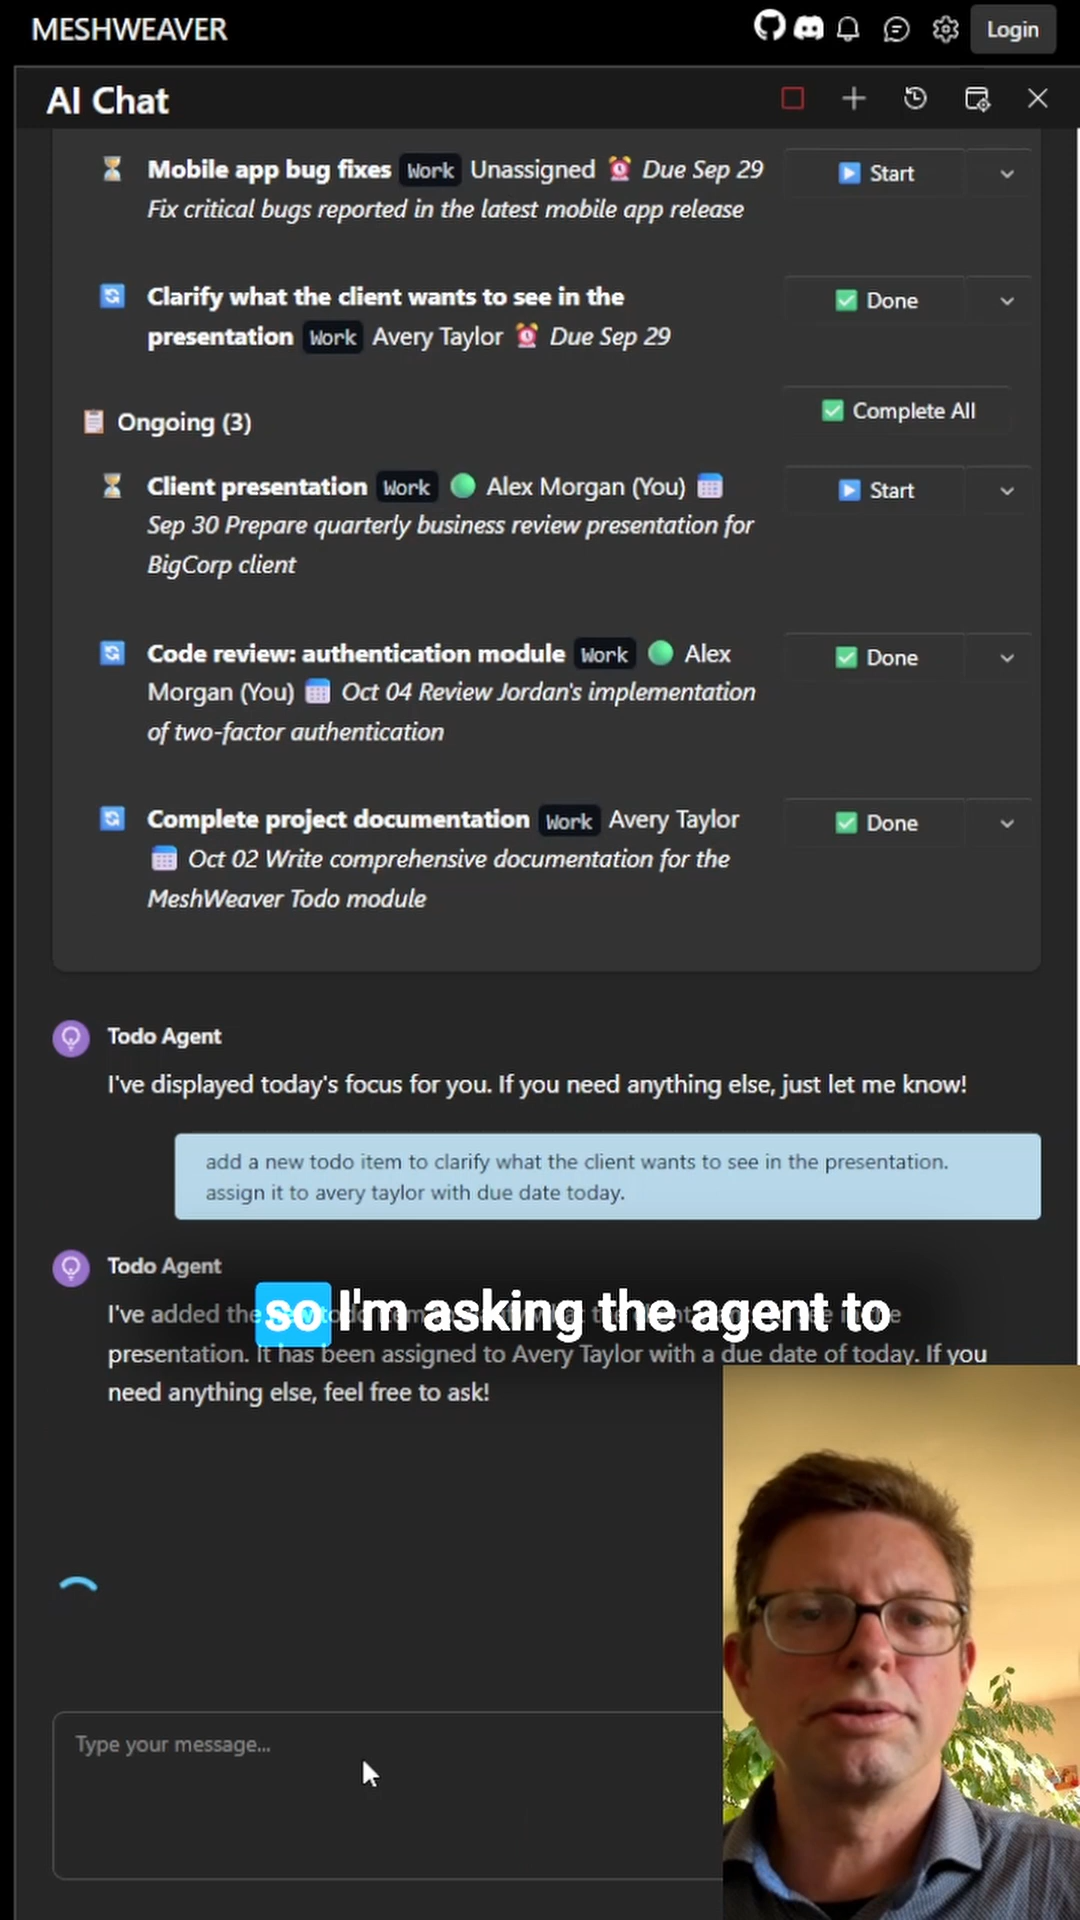 MESHWEAVER
Login
AI Chat
Mobile app bug fixes Work Unassigned Due Sep 29
Start
Fix critical bugs reported in the latest mobile app release
Clarify what the client wants to see in the
Done
presentation Work Avery Taylor Due Sep 29
Ongoing (3)
Complete All
Client presentation Work Alex Morgan (You)
Start
Sep 30 Prepare quarterly business review presentation for
BigCorp client
Code review: authentication module Work Alex
Done
Morgan (You) Oct 04 Review Jordan's implementation
of two-factor authentication
Complete project documentation Work Avery Taylor
Done
Oct 02 Write comprehensive documentation for the
MeshWeaver Todo module
Todo Agent
I've displayed today's focus for you. If you need anything else, just let me know!
add a new todo item to clarify what the client wants to see in the presentation.
assign it to avery taylor with due date today.
Todo Agent
so I'm asking the agent to
I've added the
presentation. It has been assigned to Avery Taylor with a due date of today. If you
need anything else, feel free to ask!
Type your message...